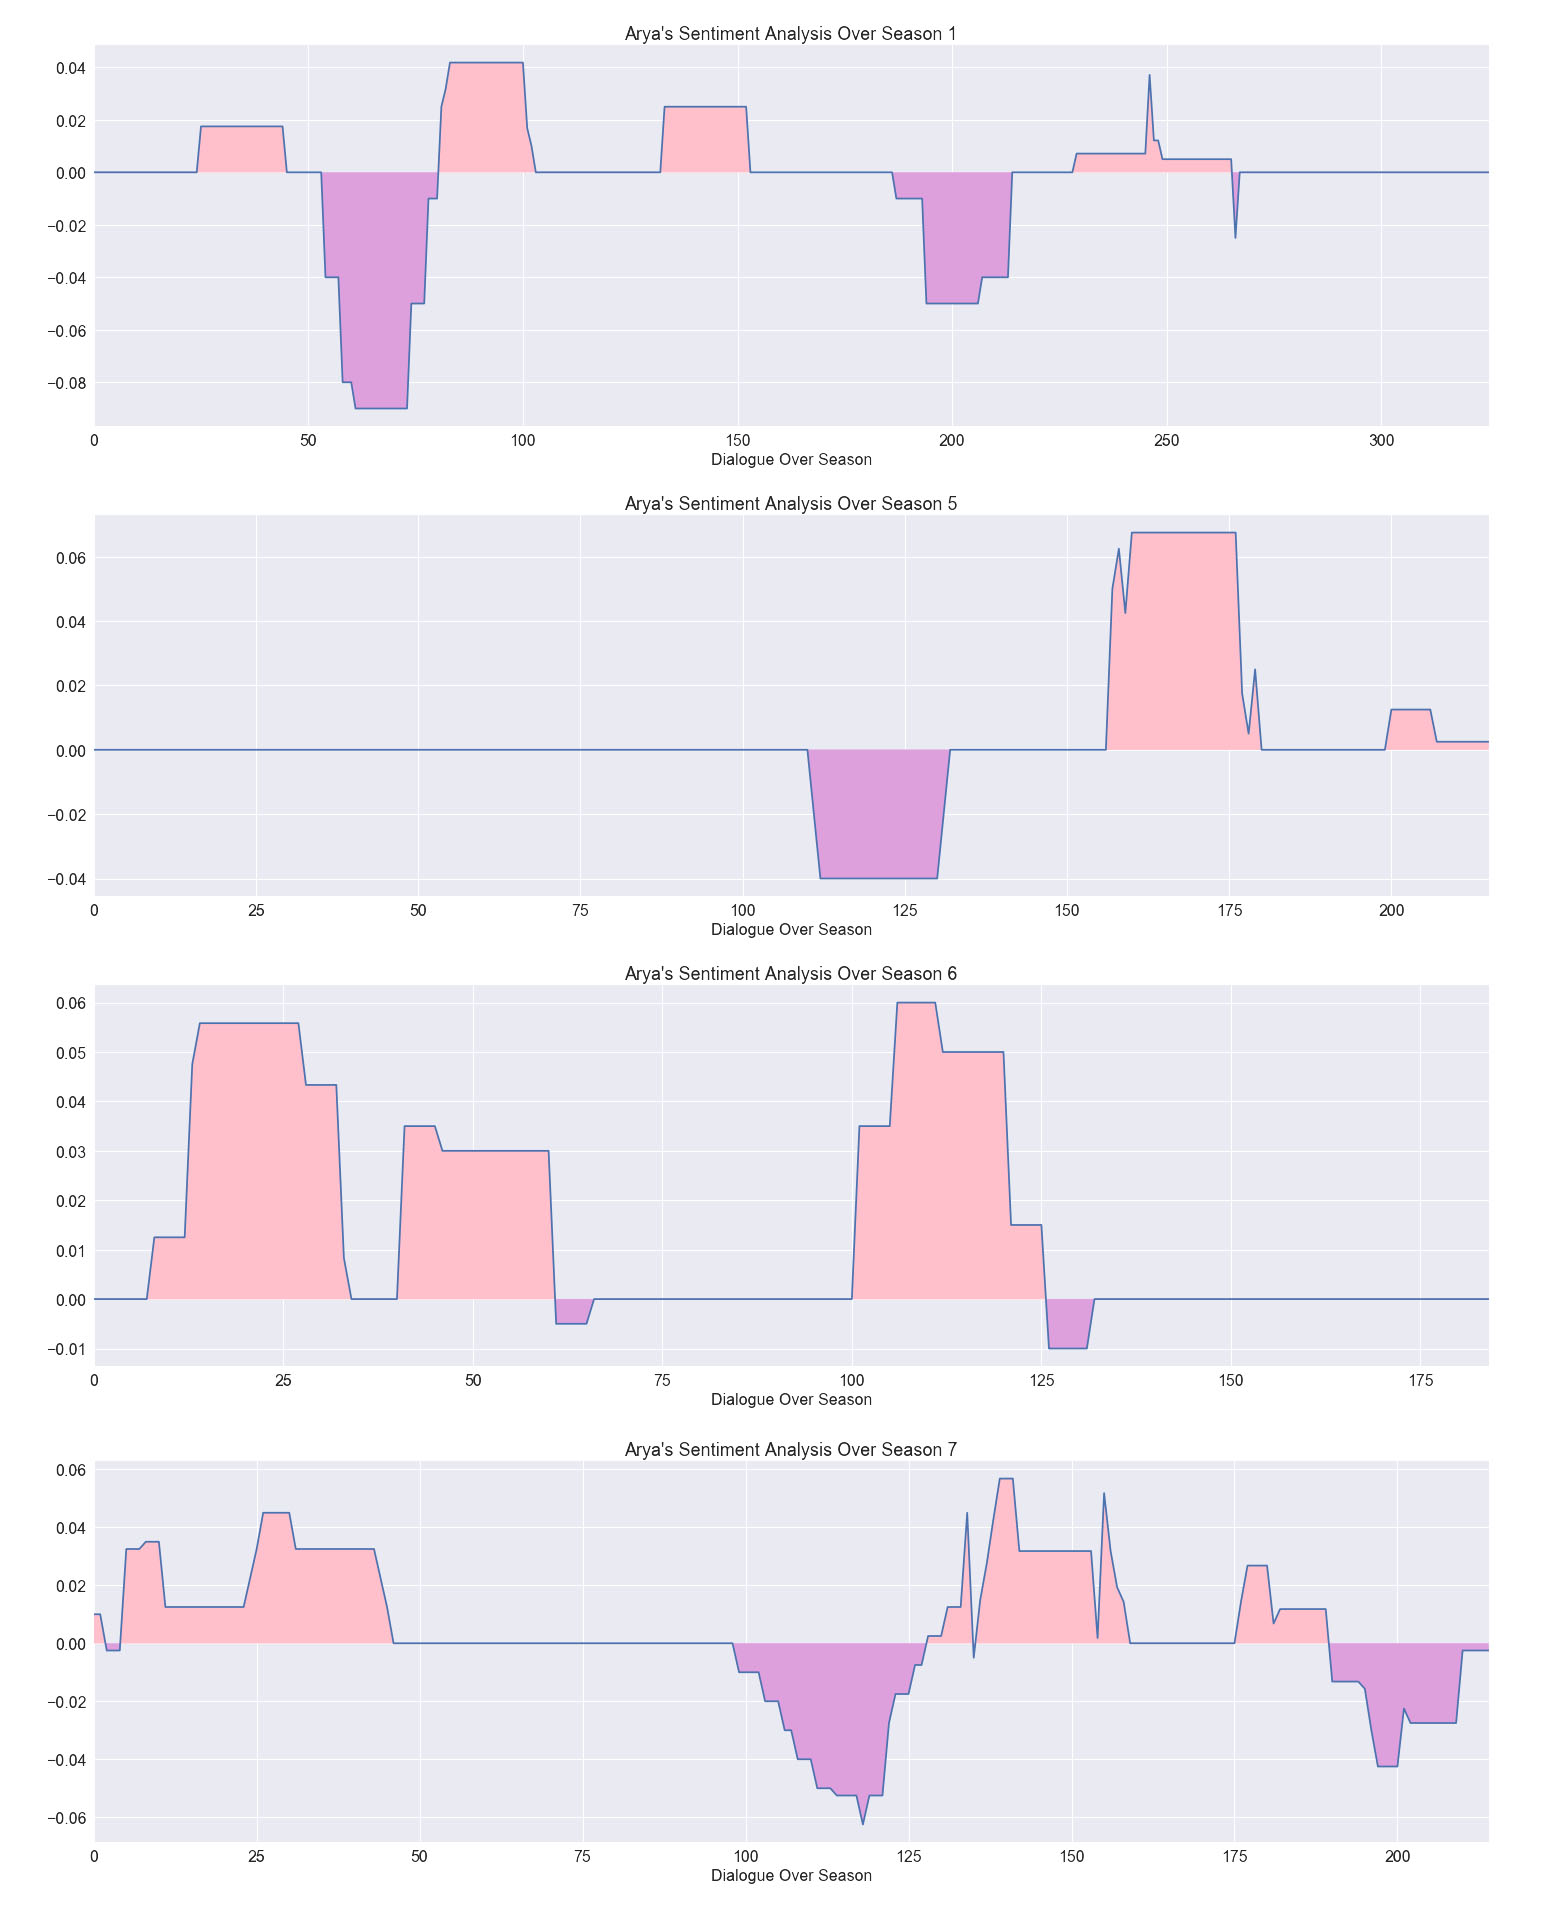 Arya's Sentiment Analysis Over Season 1
0.04
0.02
0.00
−0.02
−0.04
−0.06
−0.08
0 50 100 150 200 250 300
Dialogue Over Season
Arya's Sentiment Analysis Over Season 5
0.06
0.04
0.02
0.00
−0.02
−0.04
0 25 50 75 100 125 150 175 200
Dialogue Over Season
Arya's Sentiment Analysis Over Season 6
0.06
0.05
0.04
0.03
0.02
0.01
0.00
−0.01
0 25 50 75 100 125 150 175
Dialogue Over Season
Arya's Sentiment Analysis Over Season 7
0.06
0.04
0.02
0.00
−0.02
−0.04
−0.06
0 25 50 75 100 125 150 175 200
Dialogue Over Season